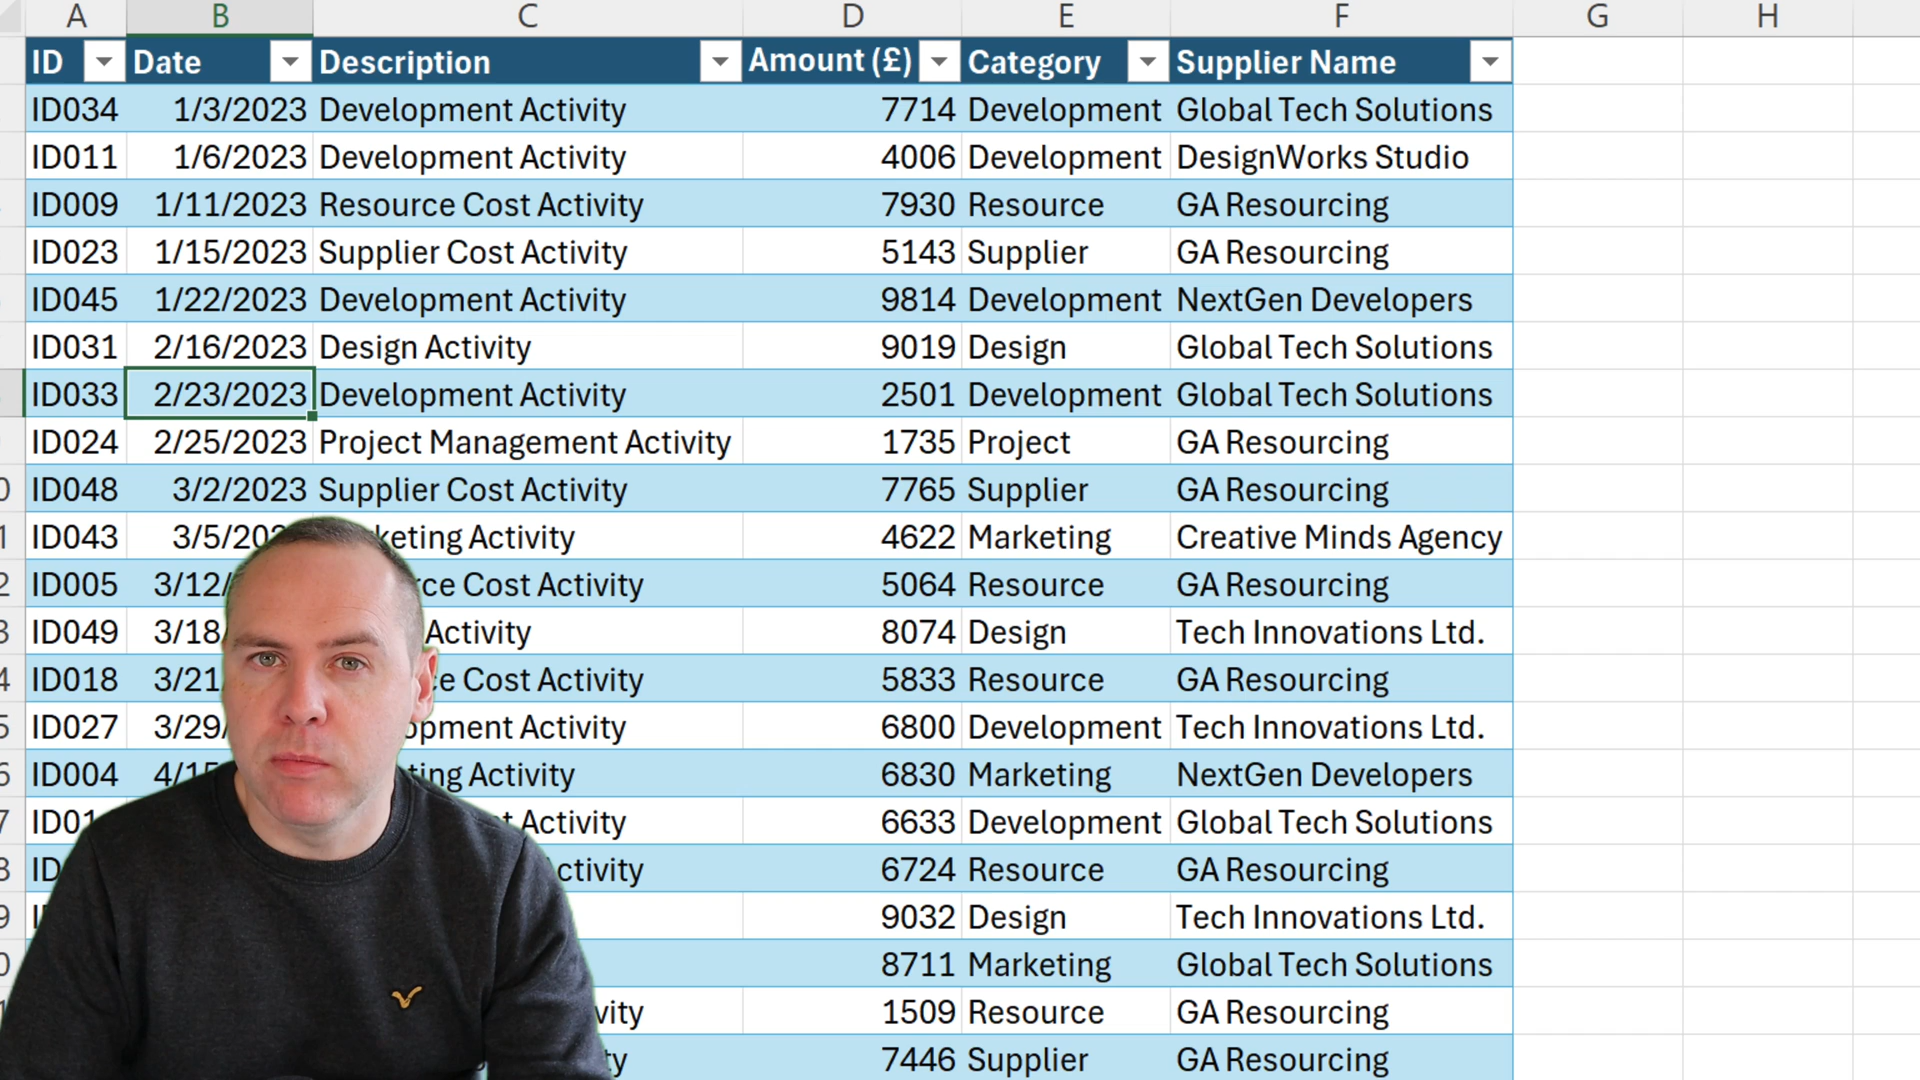 A B C D E F G H
ID Date Description Amount (£) Category Supplier Name
ID034 1/3/2023 Development Activity 7714 Development Global Tech Solutions
ID011 1/6/2023 Development Activity 4006 Development DesignWorks Studio
ID009 1/11/2023 Resource Cost Activity 7930 Resource GA Resourcing
ID023 1/15/2023 Supplier Cost Activity 5143 Supplier GA Resourcing
ID045 1/22/2023 Development Activity 9814 Development NextGen Developers
ID031 2/16/2023 Design Activity 9019 Design Global Tech Solutions
ID033 2/23/2023 Development Activity 2501 Development Global Tech Solutions
ID024 2/25/2023 Project Management Activity 1735 Project GA Resourcing
ID048 3/2/2023 Supplier Cost Activity 7765 Supplier GA Resourcing
ID043 Activity 4622 Marketing Creative Minds Agency
ID005 Cost Activity 5064 Resource GA Resourcing
ID049 Activity 8074 Design Tech Innovations Ltd.
ID018 Cost Activity 5833 Resource GA Resourcing
ID027 Activity 6800 Development Tech Innovations Ltd.
ID004 Activity 6830 Marketing NextGen Developers
Activity 6633 Development Global Tech Solutions
6724 Resource GA Resourcing
9032 Design Tech Innovations Ltd.
8711 Marketing Global Tech Solutions
1509 Resource GA Resourcing
7446 Supplier GA Resourcing